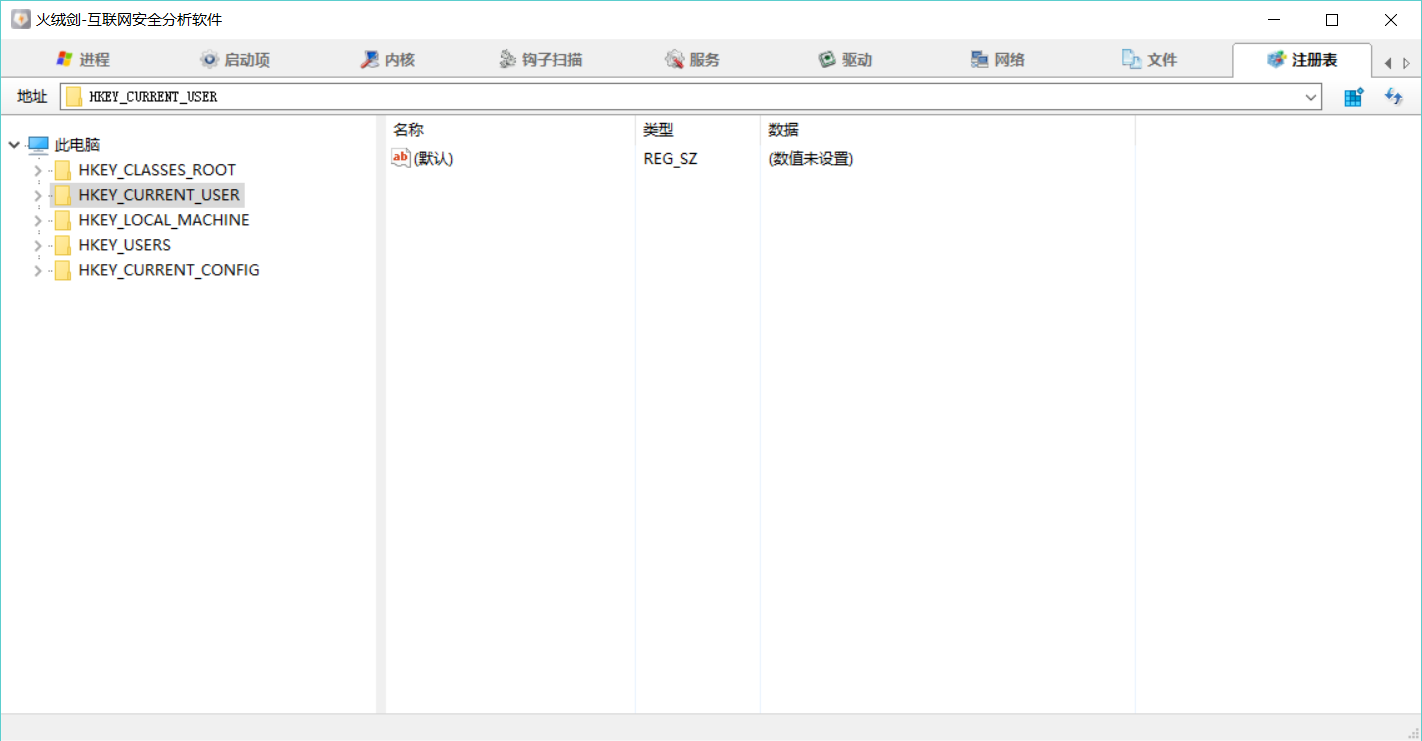 火绒剑-互联网安全分析软件
进程 启动项 内核 钩子扫描 服务 驱动 网络 文件 注册表
地址 HKEY_CURRENT_USER
此电脑
HKEY_CLASSES_ROOT
HKEY_CURRENT_USER
HKEY_LOCAL_MACHINE
HKEY_USERS
HKEY_CURRENT_CONFIG
名称 类型 数据
ab (默认) REG_SZ (数值未设置)